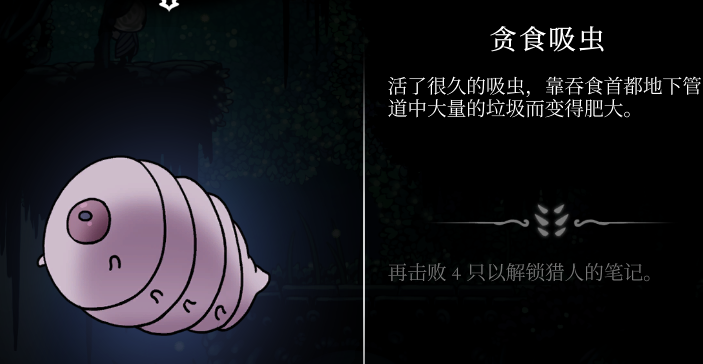 贪食吸虫
活了很久的吸虫，靠吞食首都地下管
道中大量的垃圾而变得肥大。
再击败 4 只以解锁猎人的笔记。